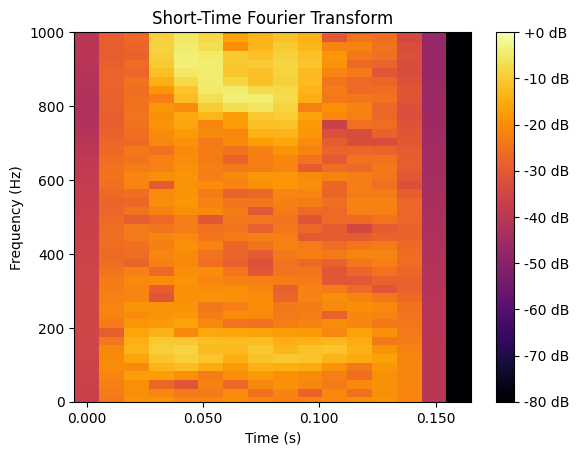 Short-Time Fourier Transform
1000
800
600
400
200
0
Frequency (Hz)
0.000
0.050
0.100
0.150
Time (s)
+0 dB
-10 dB
-20 dB
-30 dB
-40 dB
-50 dB
-60 dB
-70 dB
-80 dB